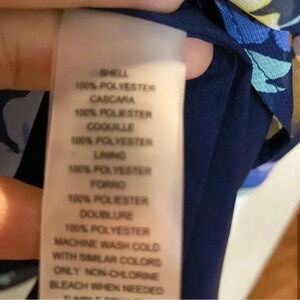 SHELL
100% POLYESTER
CASCARA
100% POLIESTER
COQUILLE
100% POLYESTER
LINING
100% POLYESTER
FORRO
100% POLIESTER
DOUBLURE
100% POLYESTER
MACHINE WASH COLD
WITH SIMILAR COLORS
ONLY NON-CHLORINE
BLEACH WHEN NEEDED